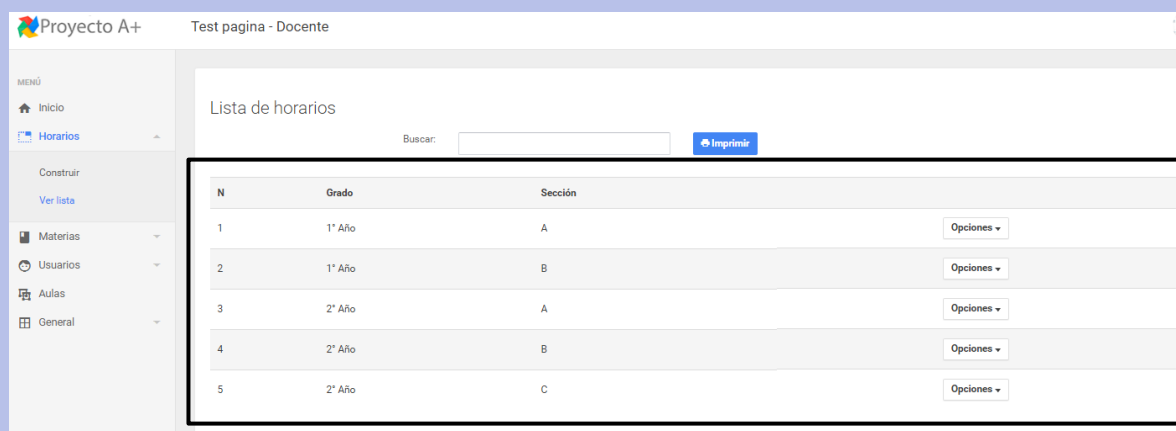 Proyecto A+
Test pagina - Docente
MENÚ
Inicio
Horarios
Construir
Ver lista
Materias
Usuarios
Aulas
General
Lista de horarios
Buscar:
Imprimir
N Grado Sección
1 1° Año A Opciones
2 1° Año B Opciones
3 2° Año A Opciones
4 2° Año B Opciones
5 2° Año C Opciones